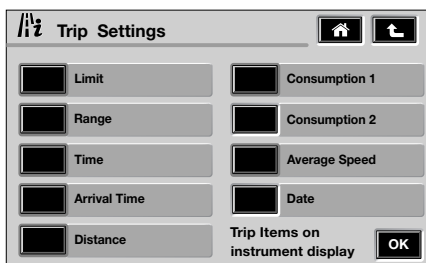 Trip Settings
Limit
Range
Time
Arrival Time
Distance
Consumption 1
Consumption 2
Average Speed
Date
Trip Items on
instrument display
OK